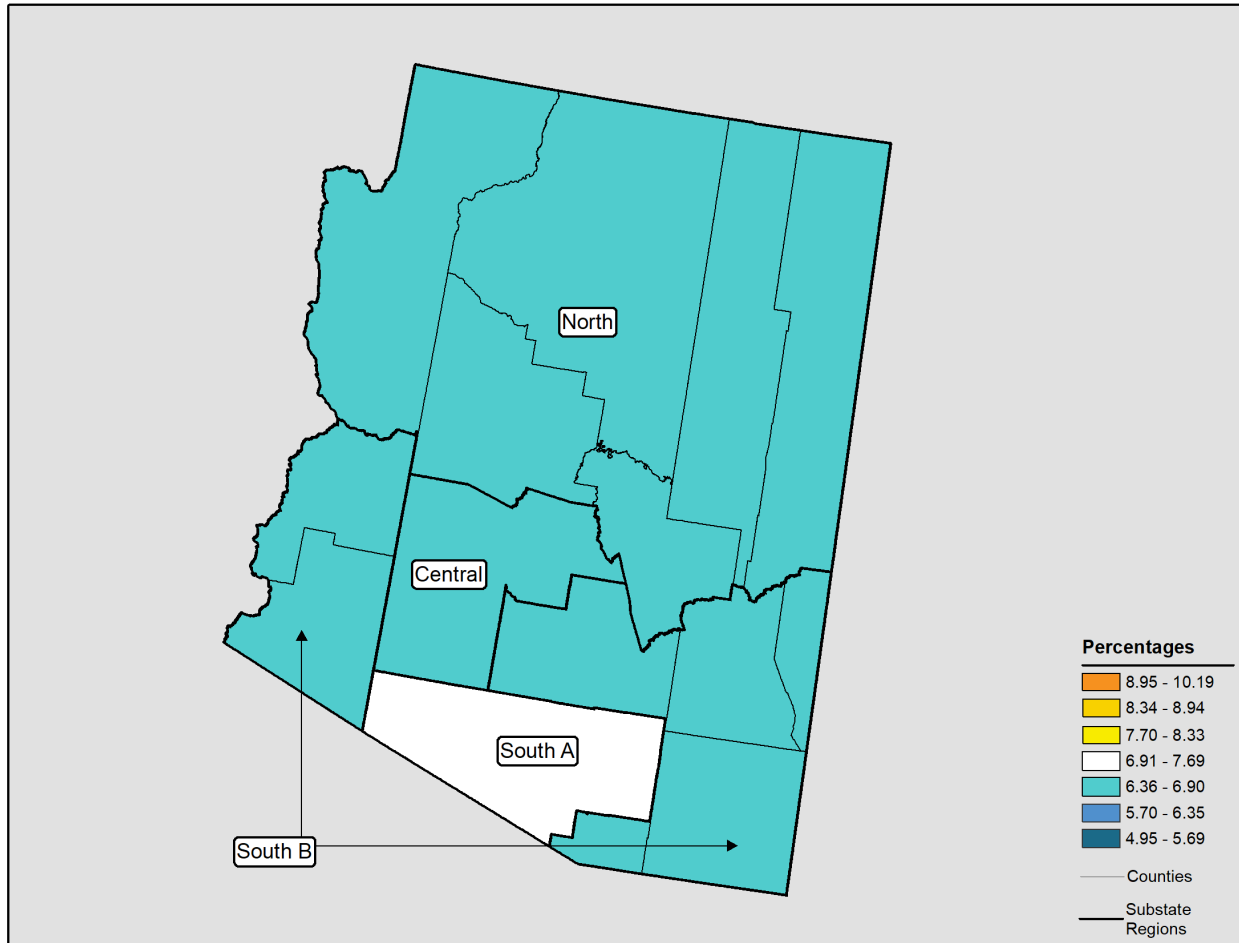 North
Central
South A
South B
Percentages
8.95 - 10.19
8.34 - 8.94
7.70 - 8.33
6.91 - 7.69
6.36 - 6.90
5.70 - 6.35
4.95 - 5.69
Counties
Substate
Regions